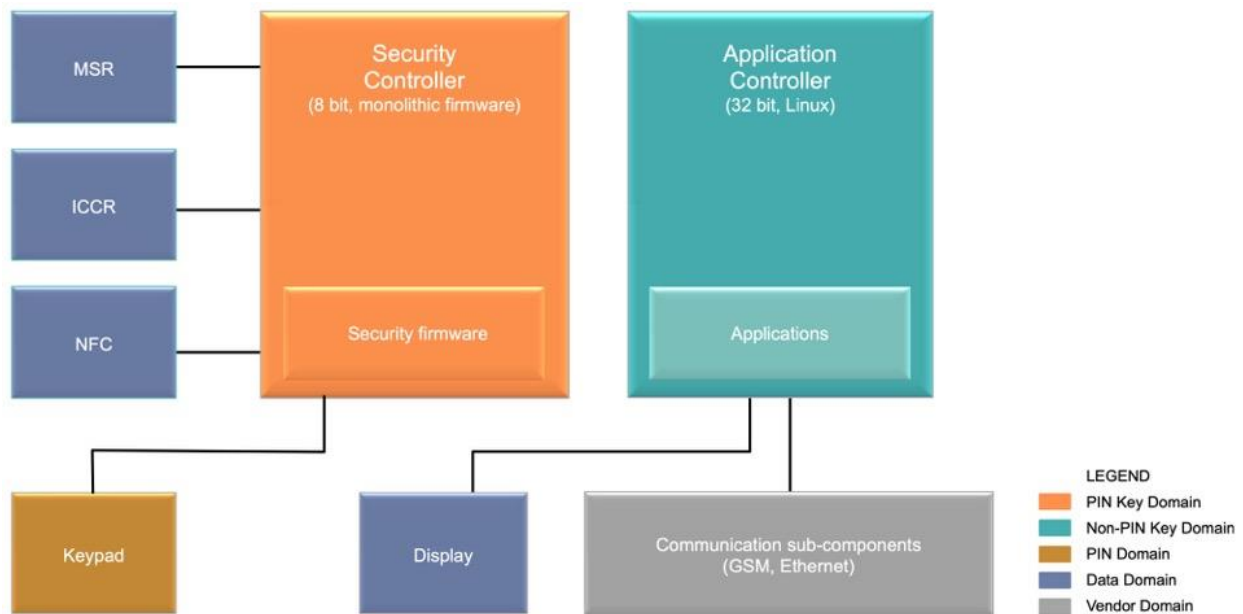 MSR
ICCR
NFC
Security
Controller
(8 bit, monolithic firmware)
Security firmware
Application
Controller
(32 bit, Linux)
Applications
Keypad
Display
Communication sub-components
(GSM, Ethernet)
LEGEND
PIN Key Domain
Non-PIN Key Domain
PIN Domain
Data Domain
Vendor Domain